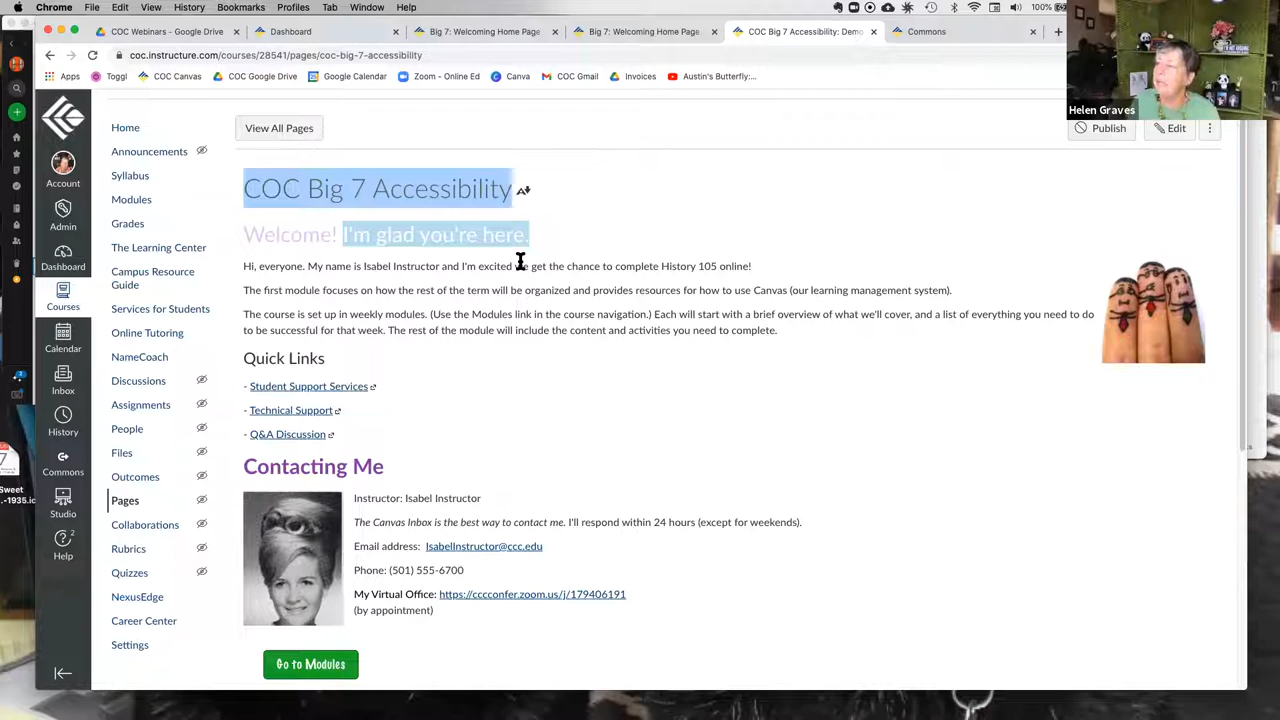 Chrome File Edit View History Bookmarks Profiles Tab Window Help 100%
COC Webinars - Google Drive Dashboard Big 7: Welcoming Home Page Big 7: Welcoming Home Page COC Big 7 Accessibility: Demo Commons
coc.instructure.com/courses/28541/pages/coc-big-7-accessibility
Apps Toggl COC Canvas COC Google Drive Google Calendar Zoom - Online Ed Canva COC Gmail Invoices Austin's Butterfly:...
Helen Graves
Account
Admin
Dashboard
Courses
Calendar
Inbox
History
Commons
Studio
2
Help
Home
Announcements
Syllabus
Modules
Grades
The Learning Center
Campus Resource
Guide
Services for Students
Online Tutoring
NameCoach
Discussions
Assignments
People
Files
Outcomes
Pages
Collaborations
Rubrics
Quizzes
NexusEdge
Career Center
Settings
View All Pages Publish Edit
COC Big 7 Accessibility
Welcome! I'm glad you're here.
Hi, everyone. My name is Isabel Instructor and I'm excited we get the chance to complete History 105 online!
The first module focuses on how the rest of the term will be organized and provides resources for how to use Canvas (our learning management system).
The course is set up in weekly modules. (Use the Modules link in the course navigation.) Each will start with a brief overview of what we'll cover, and a list of everything you need to do
to be successful for that week. The rest of the module will include the content and activities you need to complete.
Quick Links
- Student Support Services
- Technical Support
- Q&A Discussion
Contacting Me
Instructor: Isabel Instructor
The Canvas Inbox is the best way to contact me. I'll respond within 24 hours (except for weekends).
Email address: IsabelInstructor@ccc.edu
Phone: (501) 555-6700
My Virtual Office: https://cccconfer.zoom.us/j/179406191
(by appointment)
Go to Modules
Sweet
-1935.ic